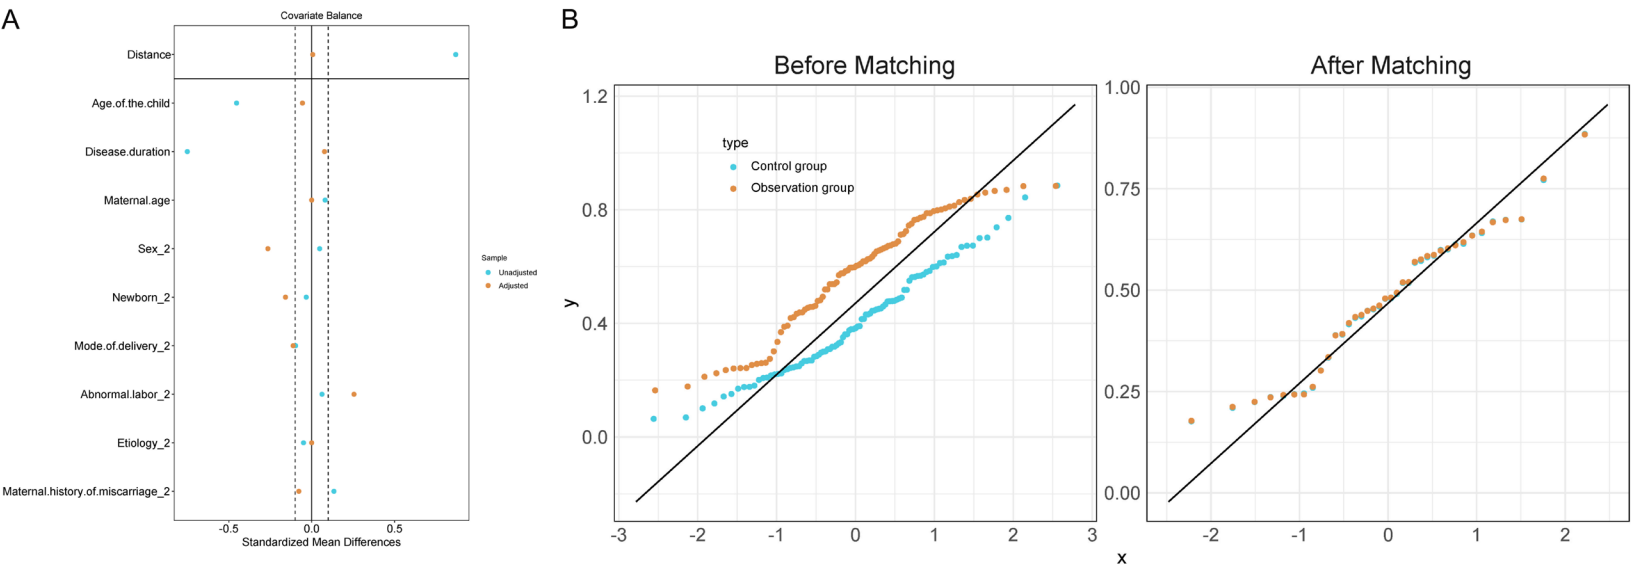 A
Covariate Balance
Distance
Age.of.the.child
Disease.duration
Maternal.age
Sex_2
Newborn_2
Mode.of.delivery_2
Abnormal.labor_2
Etiology_2
Maternal.history.of.miscarriage_2
-0.5
0.0
0.5
Standardized Mean Differences
Sample
Unadjusted
Adjusted
B
Before Matching
y
1.2
0.8
0.4
0.0
type
Control group
Observation group
-3
-2
-1
0
1
2
3
After Matching
1.00
0.75
0.50
0.25
0.00
-2
-1
0
1
2
x